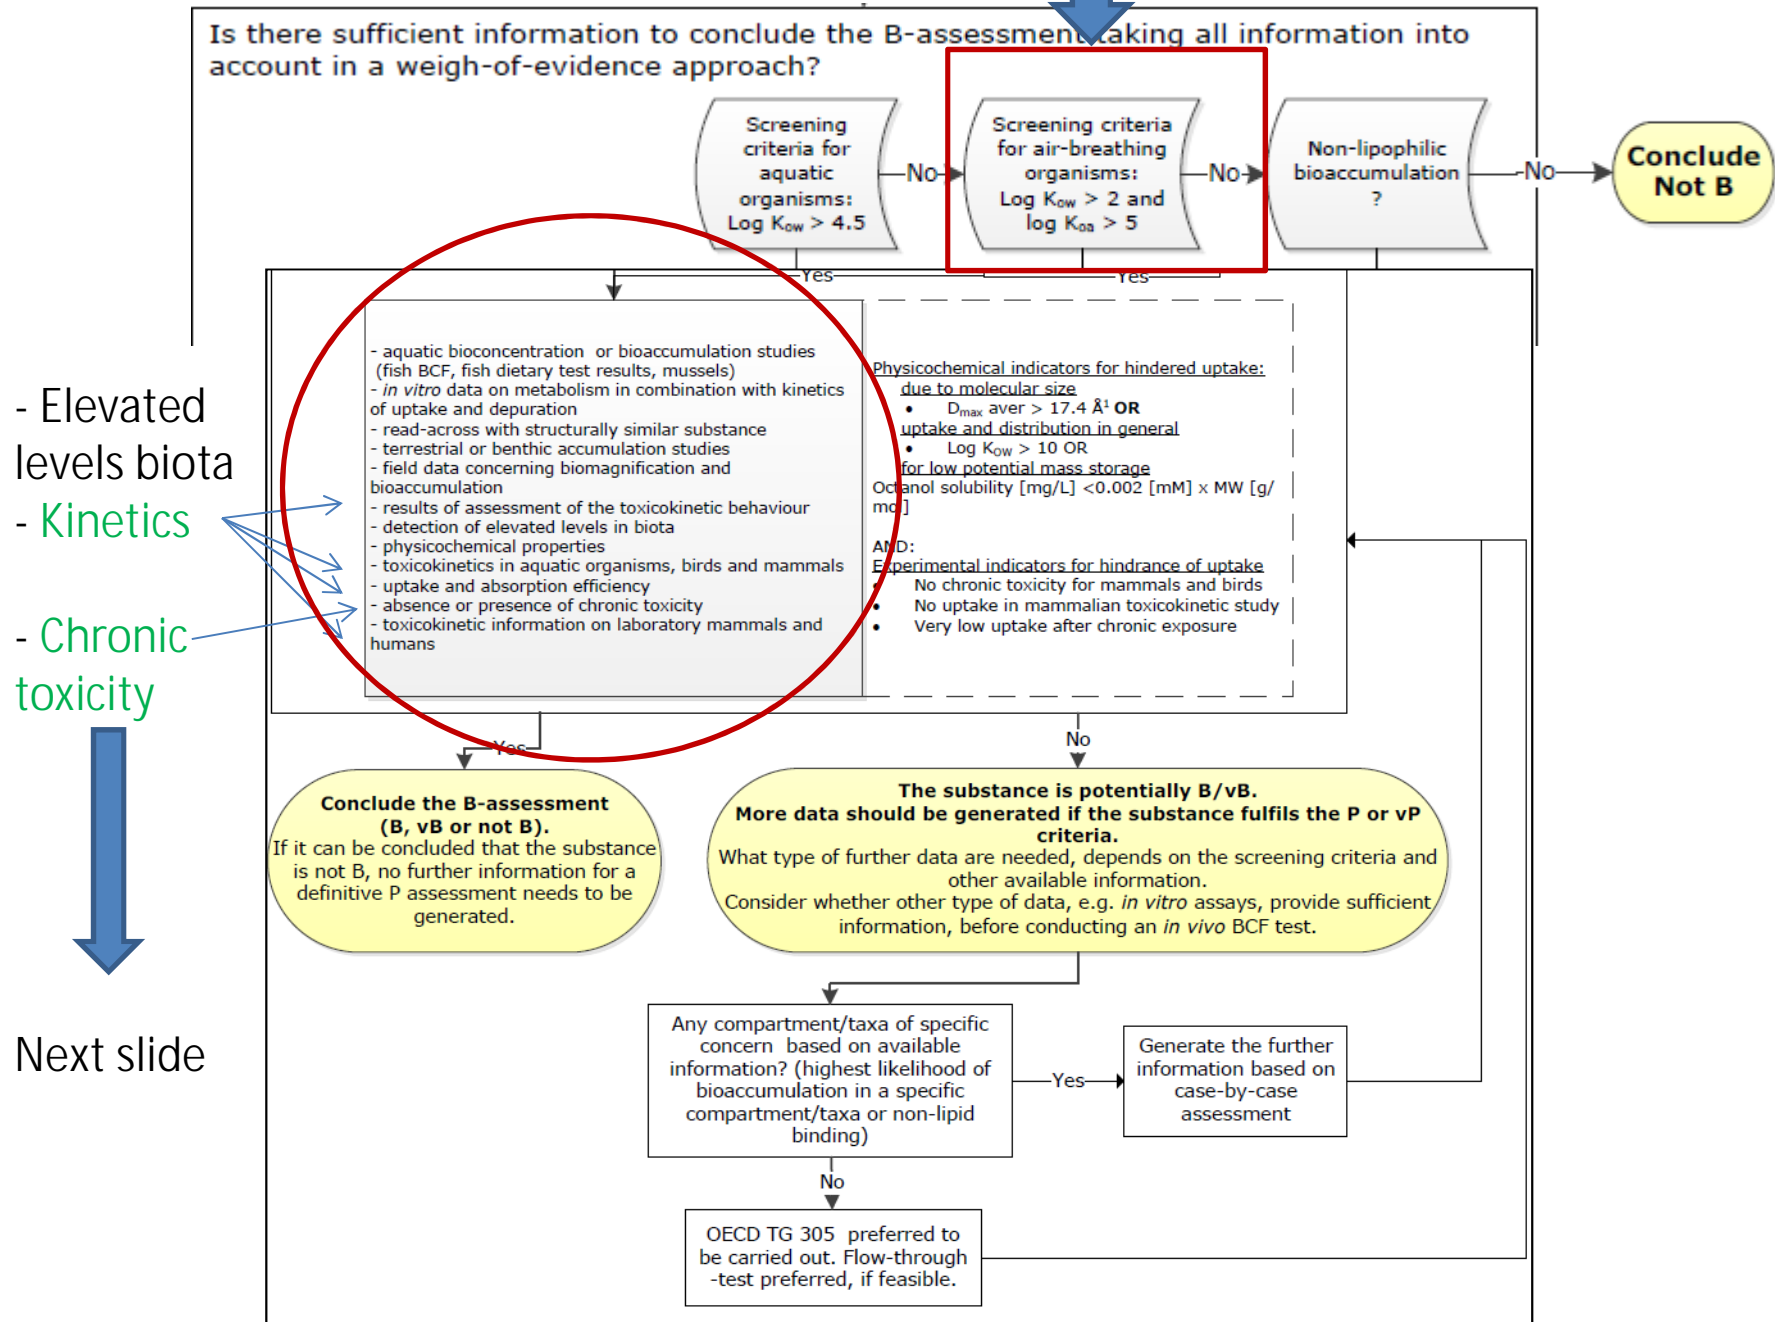 Is there sufficient information to conclude the B-assessment taking all information into
account in a weigh-of-evidence approach?
Screening
criteria for
aquatic
organisms:
Log Kow > 4.5
No
Screening criteria
for air-breathing
organisms:
Log Kow > 2 and
log Koa > 5
No
Non-lipophilic
bioaccumulation
?
No
Conclude
Not B
Yes
Yes
- aquatic bioconcentration or bioaccumulation studies
(fish BCF, fish dietary test results, mussels)
- in vitro data on metabolism in combination with kinetics
of uptake and depuration
- read-across with structurally similar substance
- terrestrial or benthic accumulation studies
- field data concerning biomagnification and
bioaccumulation
- results of assessment of the toxicokinetic behaviour
- detection of elevated levels in biota
- physicochemical properties
- toxicokinetics in aquatic organisms, birds and mammals
- uptake and absorption efficiency
- absence or presence of chronic toxicity
- toxicokinetic information on laboratory mammals and
humans
Physicochemical indicators for hindered uptake:
due to molecular size
• Dmax aver > 17.4 Å¹ OR
uptake and distribution in general
• Log KOW > 10 OR
for low potential mass storage
Octanol solubility [mg/L] <0.002 [mM] x MW [g/
mol]
AND:
Experimental indicators for hindrance of uptake
• No chronic toxicity for mammals and birds
• No uptake in mammalian toxicokinetic study
• Very low uptake after chronic exposure
- Elevated
levels biota
- Kinetics
- Chronic
toxicity
Next slide
Yes
No
Conclude the B-assessment
(B, vB or not B).
If it can be concluded that the substance
is not B, no further information for a
definitive P assessment needs to be
generated.
The substance is potentially B/vB.
More data should be generated if the substance fulfils the P or vP
criteria.
What type of further data are needed, depends on the screening criteria and
other available information.
Consider whether other type of data, e.g. in vitro assays, provide sufficient
information, before conducting an in vivo BCF test.
Any compartment/taxa of specific
concern based on available
information? (highest likelihood of
bioaccumulation in a specific
compartment/taxa or non-lipid
binding)
Yes
Generate the further
information based on
case-by-case
assessment
No
OECD TG 305 preferred to
be carried out. Flow-through
-test preferred, if feasible.